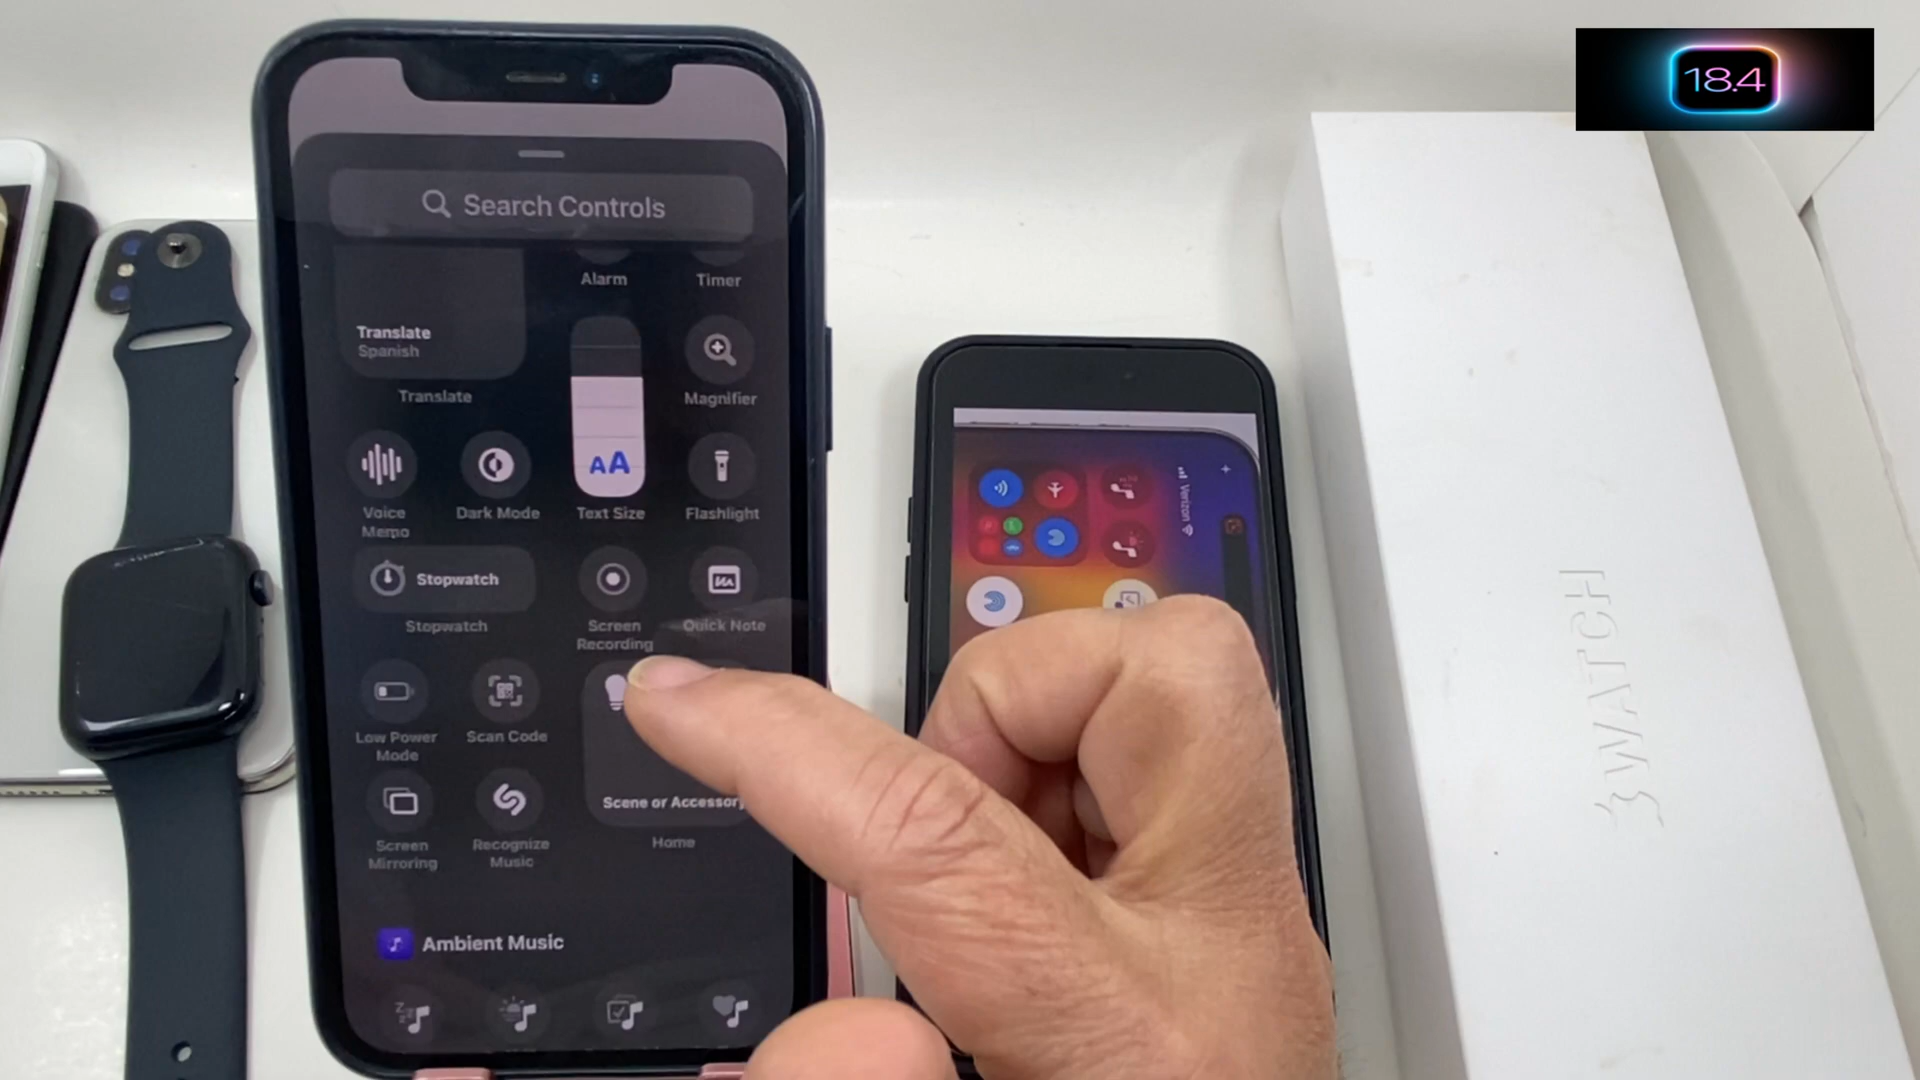 18.4
Search Controls
Alarm
Timer
Translate
Spanish
Translate
Magnifier
AA
Voice
Memo
Dark Mode
Text Size
Flashlight
Stopwatch
Stopwatch
Screen
Recording
Quick Note
Low Power
Mode
Scan Code
Scene or Accessory
Home
Screen
Mirroring
Recognize
Music
Ambient Music
Verizon
WATCH